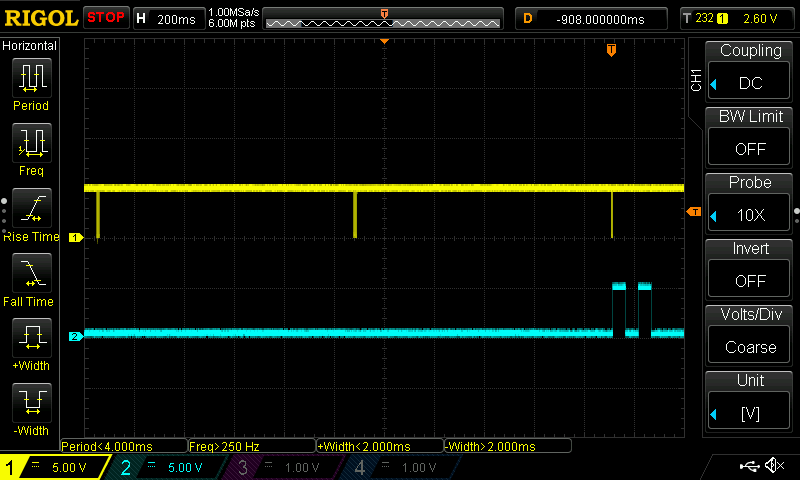 RIGOL STOP H 200ms 1.00MSa/s 6.00M pts D -908.000000ms T 232 1 2.60 V
Horizontal
Period
Freq
Rise Time
Fall Time
+Width
-Width
T
T
T
1
2
CH1
Coupling
DC
BW Limit
OFF
Probe
10X
Invert
OFF
Volts/Div
Coarse
Unit
[V]
Period<4.000ms Freq>250 Hz +Width<2.000ms -Width>2.000ms
1 5.00 V 2 5.00 V 3 1.00 V 4 1.00 V